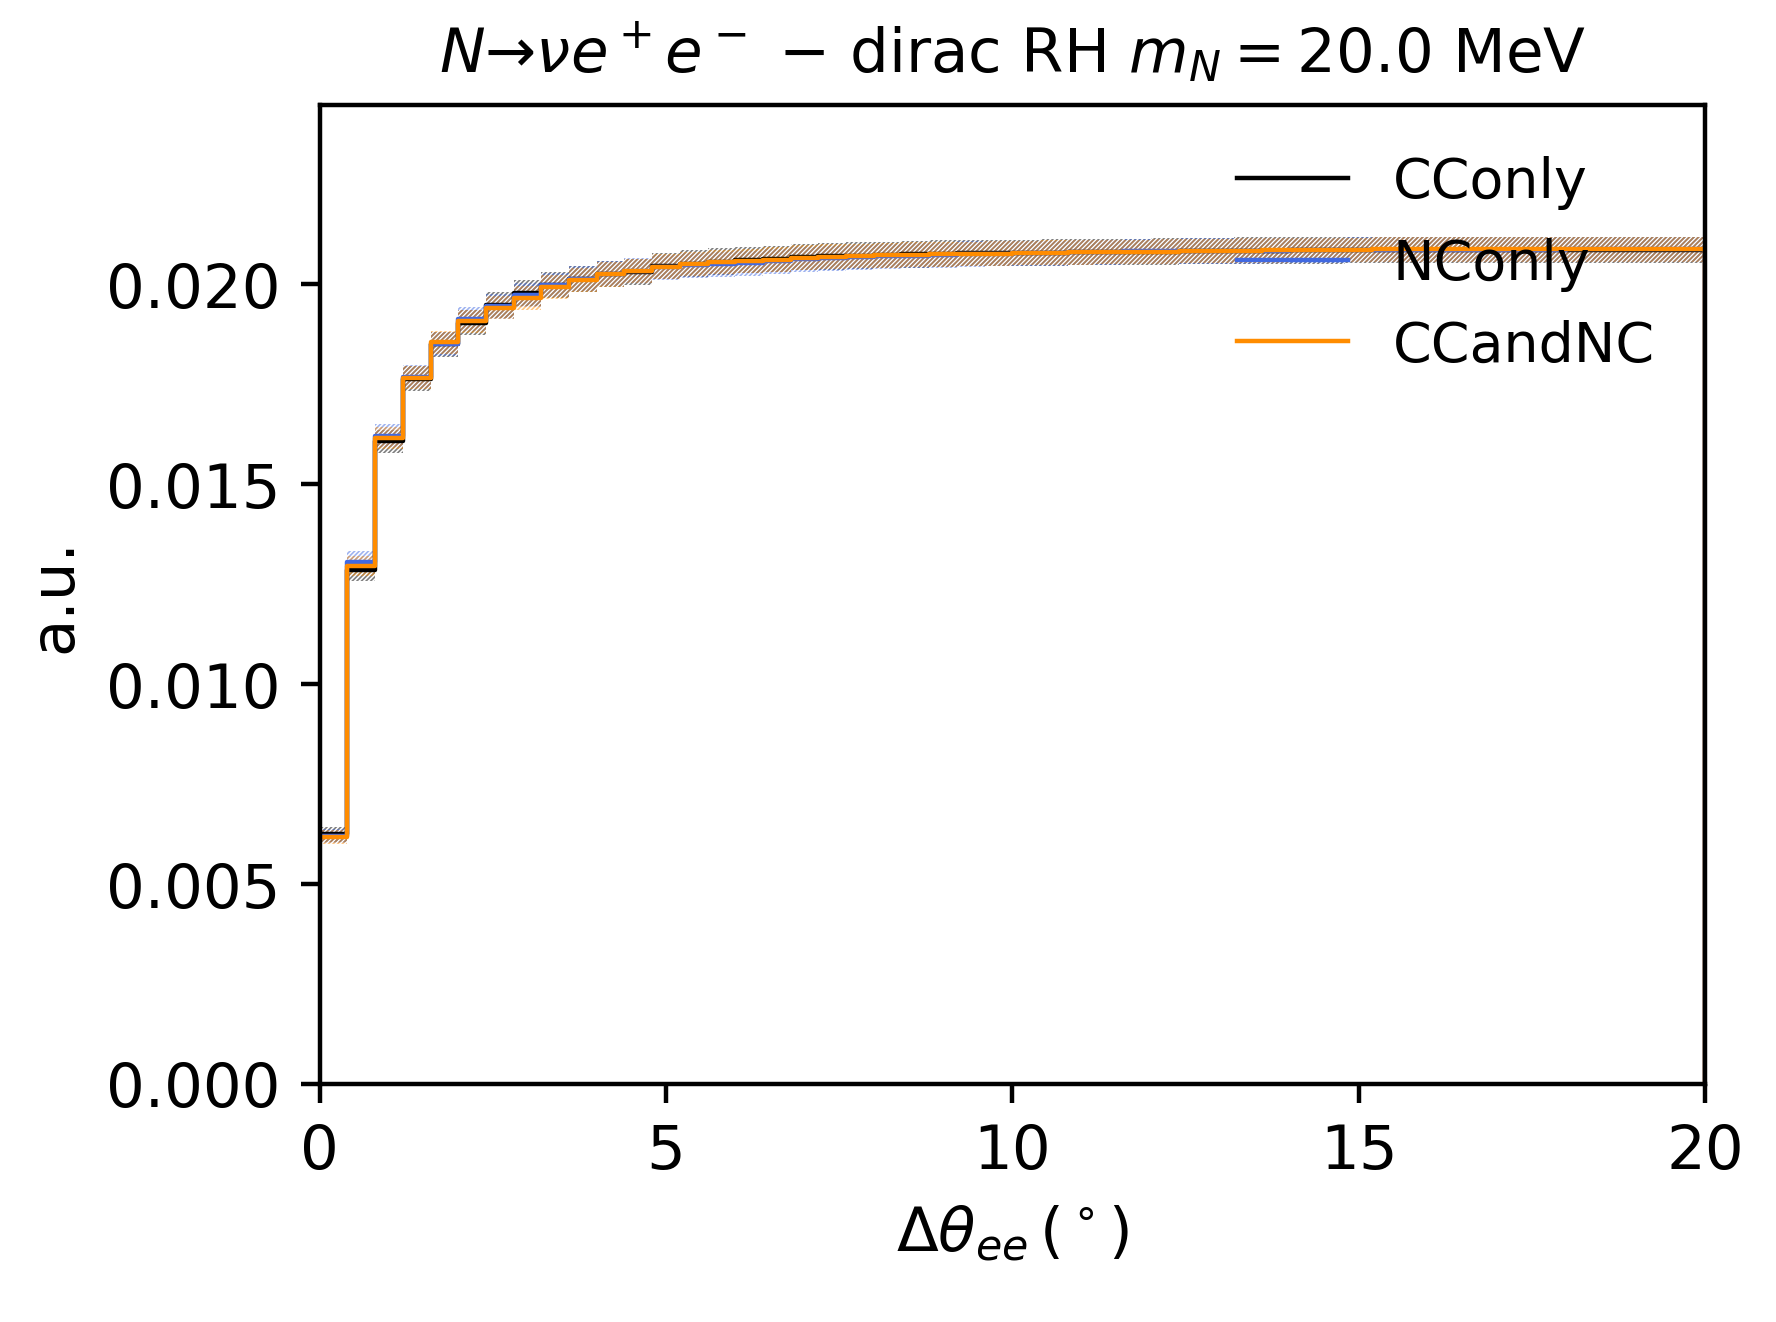 N→νe⁺e⁻ − dirac RH m_N = 20.0 MeV
CConly
NConly
CCandNC
0.020
0.015
0.010
0.005
0.000
a.u.
0 5 10 15 20
Δθ_ee (°)